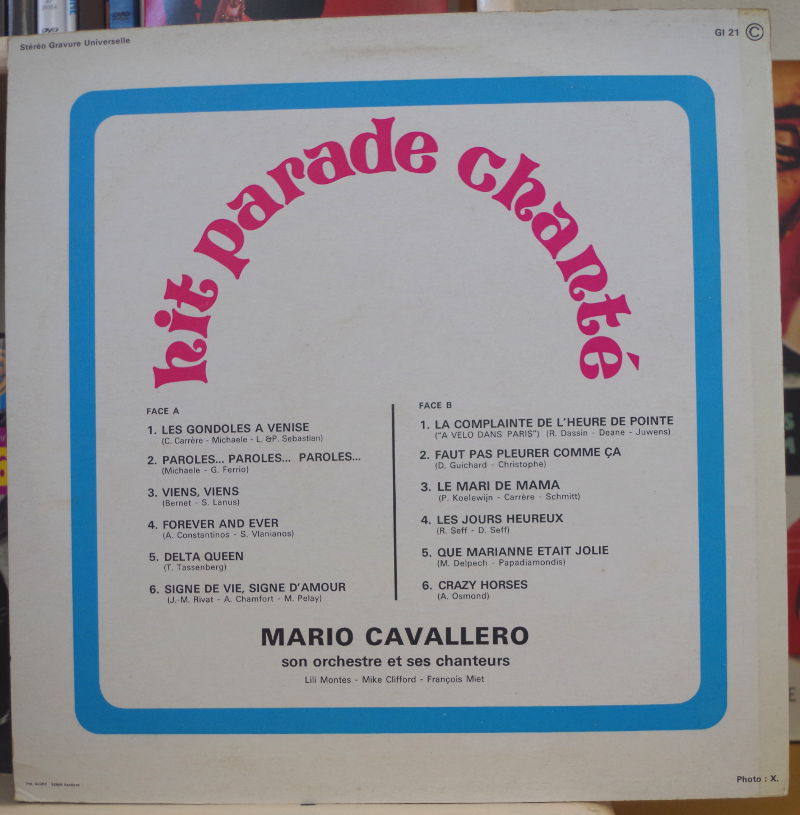 Stéréo Gravure Universelle
GI 21 ©
hit parade chanté
FACE A
1. LES GONDOLES A VENISE
(C. Carrère - Michaele - L. &P. Sebastian)
2. PAROLES... PAROLES... PAROLES...
(Michaele - G. Ferrio)
3. VIENS, VIENS
(Bernet - S. Lanus)
4. FOREVER AND EVER
(A. Constantinos - S. Vlanianos)
5. DELTA QUEEN
(T. Tassenberg)
6. SIGNE DE VIE, SIGNE D'AMOUR
(J.-M. Rivat - A. Chamfort - M. Pelay)
FACE B
1. LA COMPLAINTE DE L'HEURE DE POINTE
("A VELO DANS PARIS") (R. Dassin - Deane - Juwens)
2. FAUT PAS PLEURER COMME ÇA
(D. Guichard - Christophe)
3. LE MARI DE MAMA
(P. Koelewijn - Carrère - Schmitt)
4. LES JOURS HEUREUX
(R. Seff - D. Seff)
5. QUE MARIANNE ETAIT JOLIE
(M. Delpech - Papadiamondis)
6. CRAZY HORSES
(A. Osmond)
MARIO CAVALLERO
son orchestre et ses chanteurs
Lili Montes - Mike Clifford - François Miet
Photo : X.